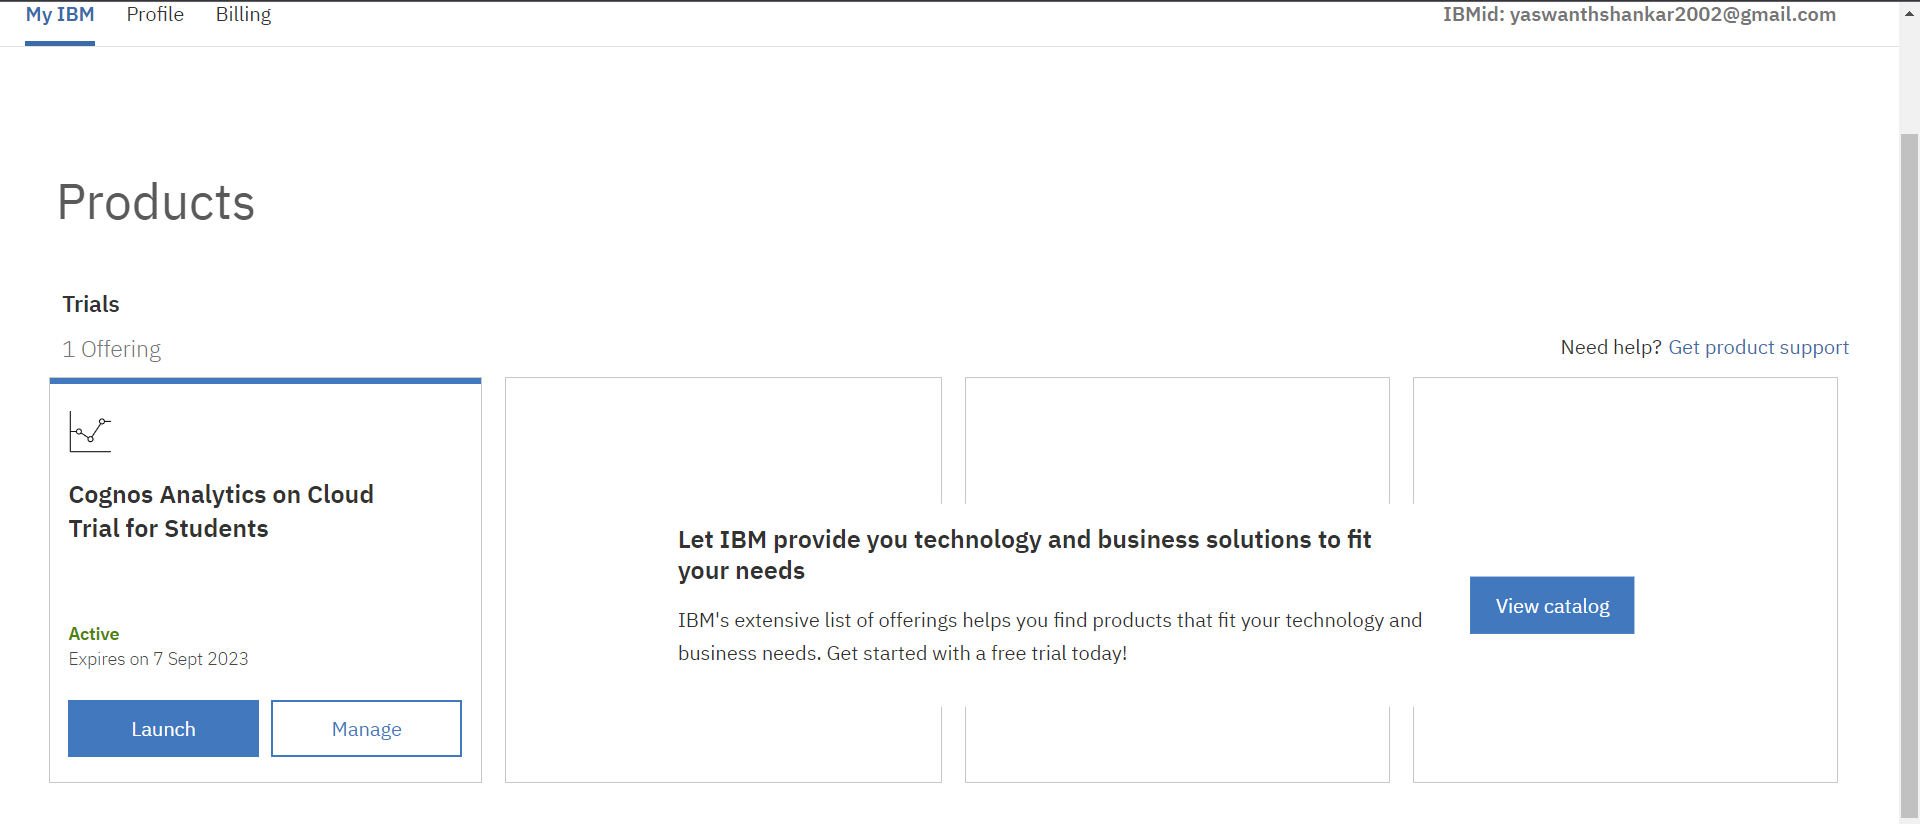 My IBM Profile Billing IBMid: yaswanthshankar2002@gmail.com
Products
Trials
1 Offering
Need help? Get product support
Cognos Analytics on Cloud
Trial for Students
Active
Expires on 7 Sept 2023
Launch Manage
Let IBM provide you technology and business solutions to fit
your needs
IBM's extensive list of offerings helps you find products that fit your technology and
business needs. Get started with a free trial today!
View catalog